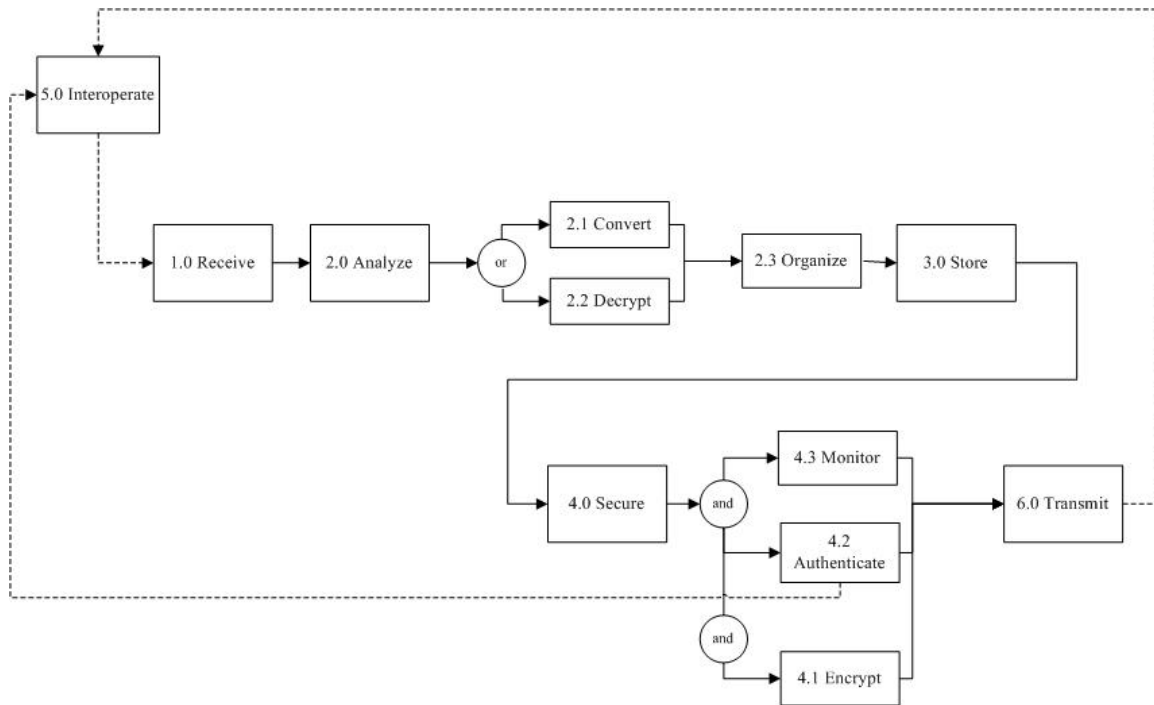 5.0 Interoperate
1.0 Receive
2.0 Analyze
or
2.1 Convert
2.2 Decrypt
2.3 Organize
3.0 Store
4.0 Secure
and
4.3 Monitor
4.2
Authenticate
and
4.1 Encrypt
6.0 Transmit